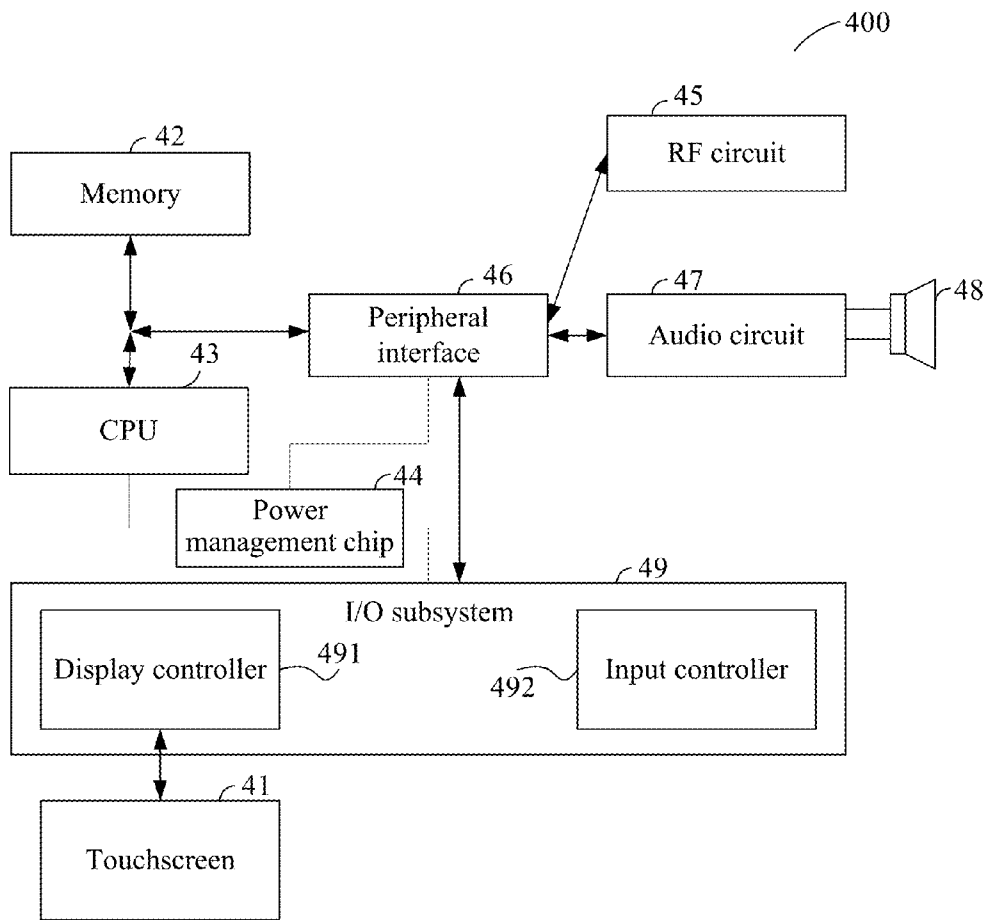 400
45
RF circuit
42
Memory
46
Peripheral
interface
47
Audio circuit
48
43
CPU
44
Power
management chip
49
I/O subsystem
Display controller
491
492
Input controller
41
Touchscreen